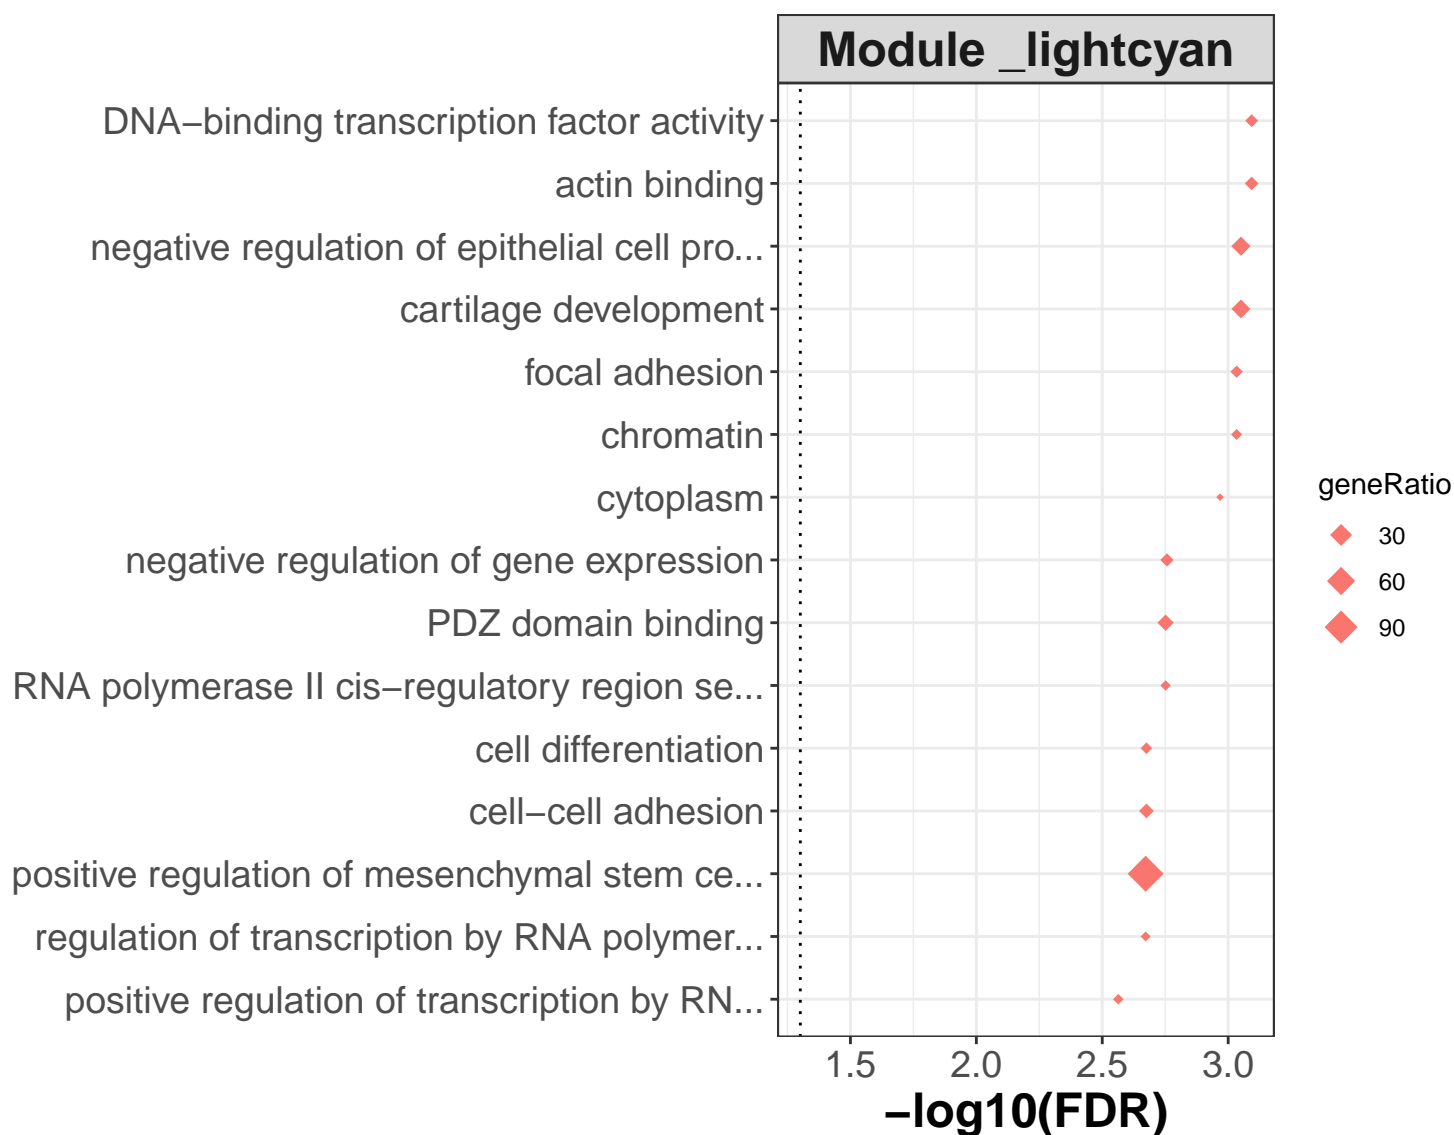 Module _lightcyan
DNA−binding transcription factor activity
actin binding
negative regulation of epithelial cell pro...
cartilage development
focal adhesion
chromatin
cytoplasm
negative regulation of gene expression
PDZ domain binding
RNA polymerase II cis−regulatory region se...
cell differentiation
cell−cell adhesion
positive regulation of mesenchymal stem ce...
regulation of transcription by RNA polymer...
positive regulation of transcription by RN...
1.5 2.0 2.5 3.0
−log10(FDR)
geneRatio
30
60
90